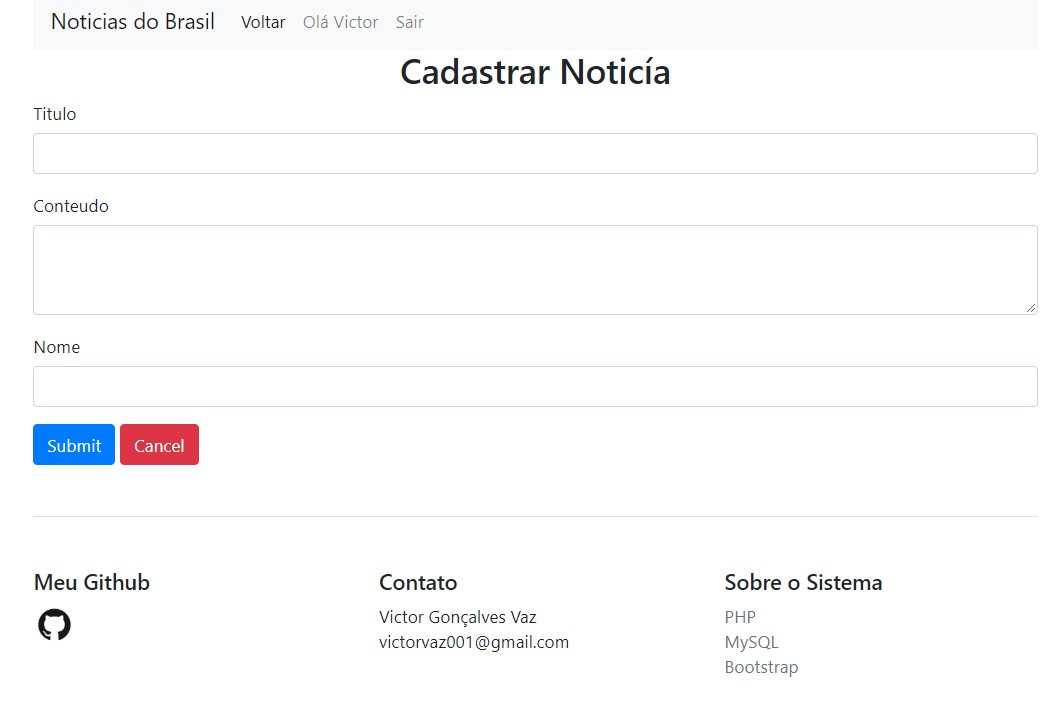 Noticias do Brasil Voltar Olá Victor Sair
Cadastrar Noticía
Titulo
Conteudo
Nome
Submit Cancel
Meu Github
Contato
Victor Gonçalves Vaz
victorvaz001@gmail.com
Sobre o Sistema
PHP
MySQL
Bootstrap